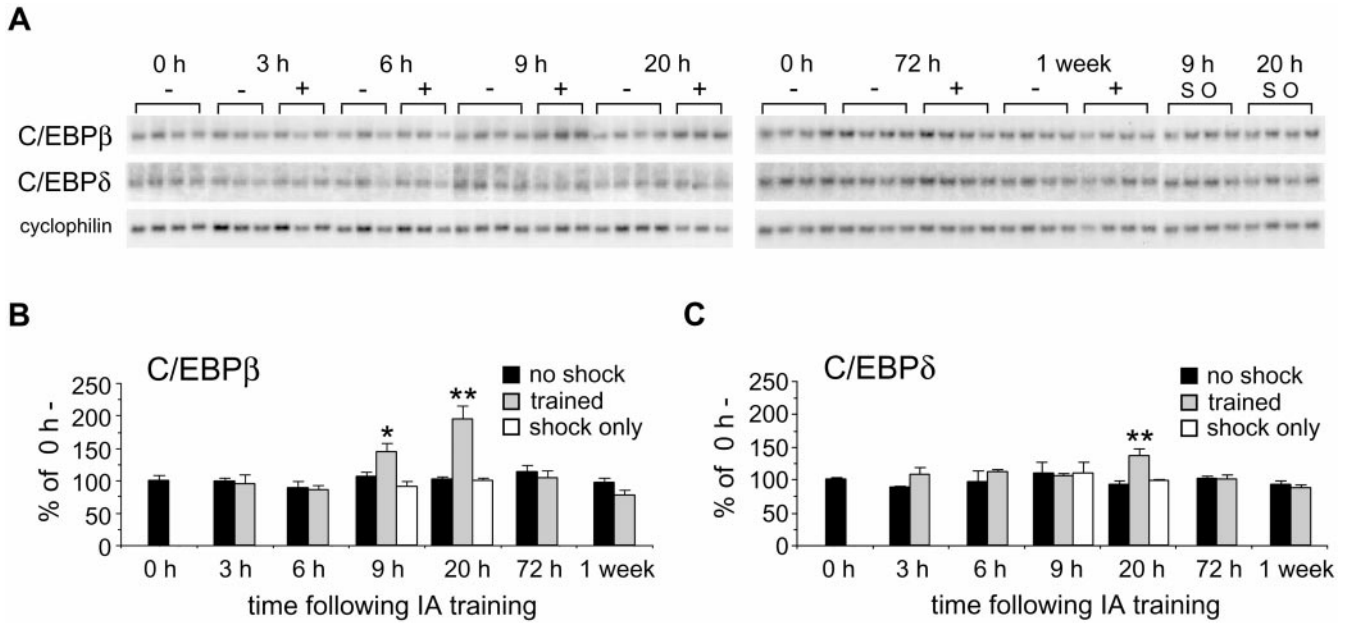 A
0 h 3 h 6 h 9 h 20 h 0 h 72 h 1 week 9 h 20 h
- - + - + - + - + - - + - + S O S O
C/EBPβ
C/EBPδ
cyclophilin
B
C/EBPβ
no shock
trained
shock only
250
200
150
100
50
0
% of 0 h -
*
**
0 h 3 h 6 h 9 h 20 h 72 h 1 week
time following IA training
C
C/EBPδ
no shock
trained
shock only
250
200
150
100
50
0
% of 0 h -
**
0 h 3 h 6 h 9 h 20 h 72 h 1 week
time following IA training